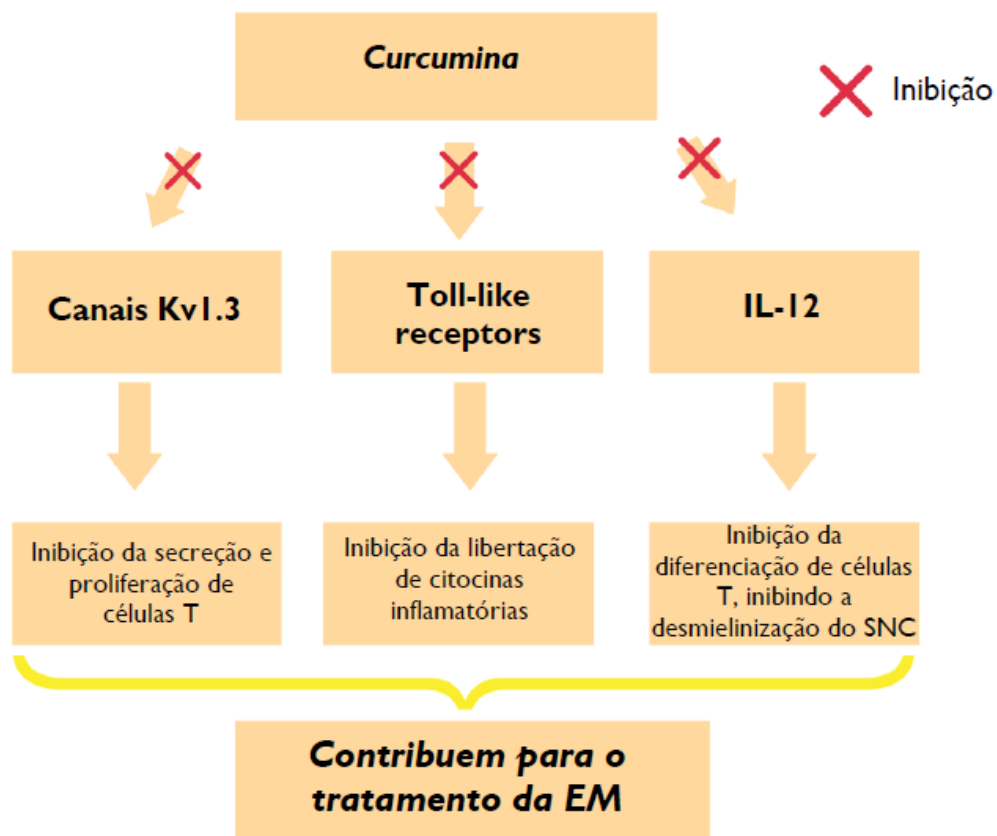 Curcumina
Inibição
Canais Kv1.3
Toll-like
receptors
IL-12
Inibição da secreção e
proliferação de
células T
Inibição da libertação
de citocinas
inflamatórias
Inibição da
diferenciação de células
T, inibindo a
desmielinização do SNC
Contribuem para o
tratamento da EM